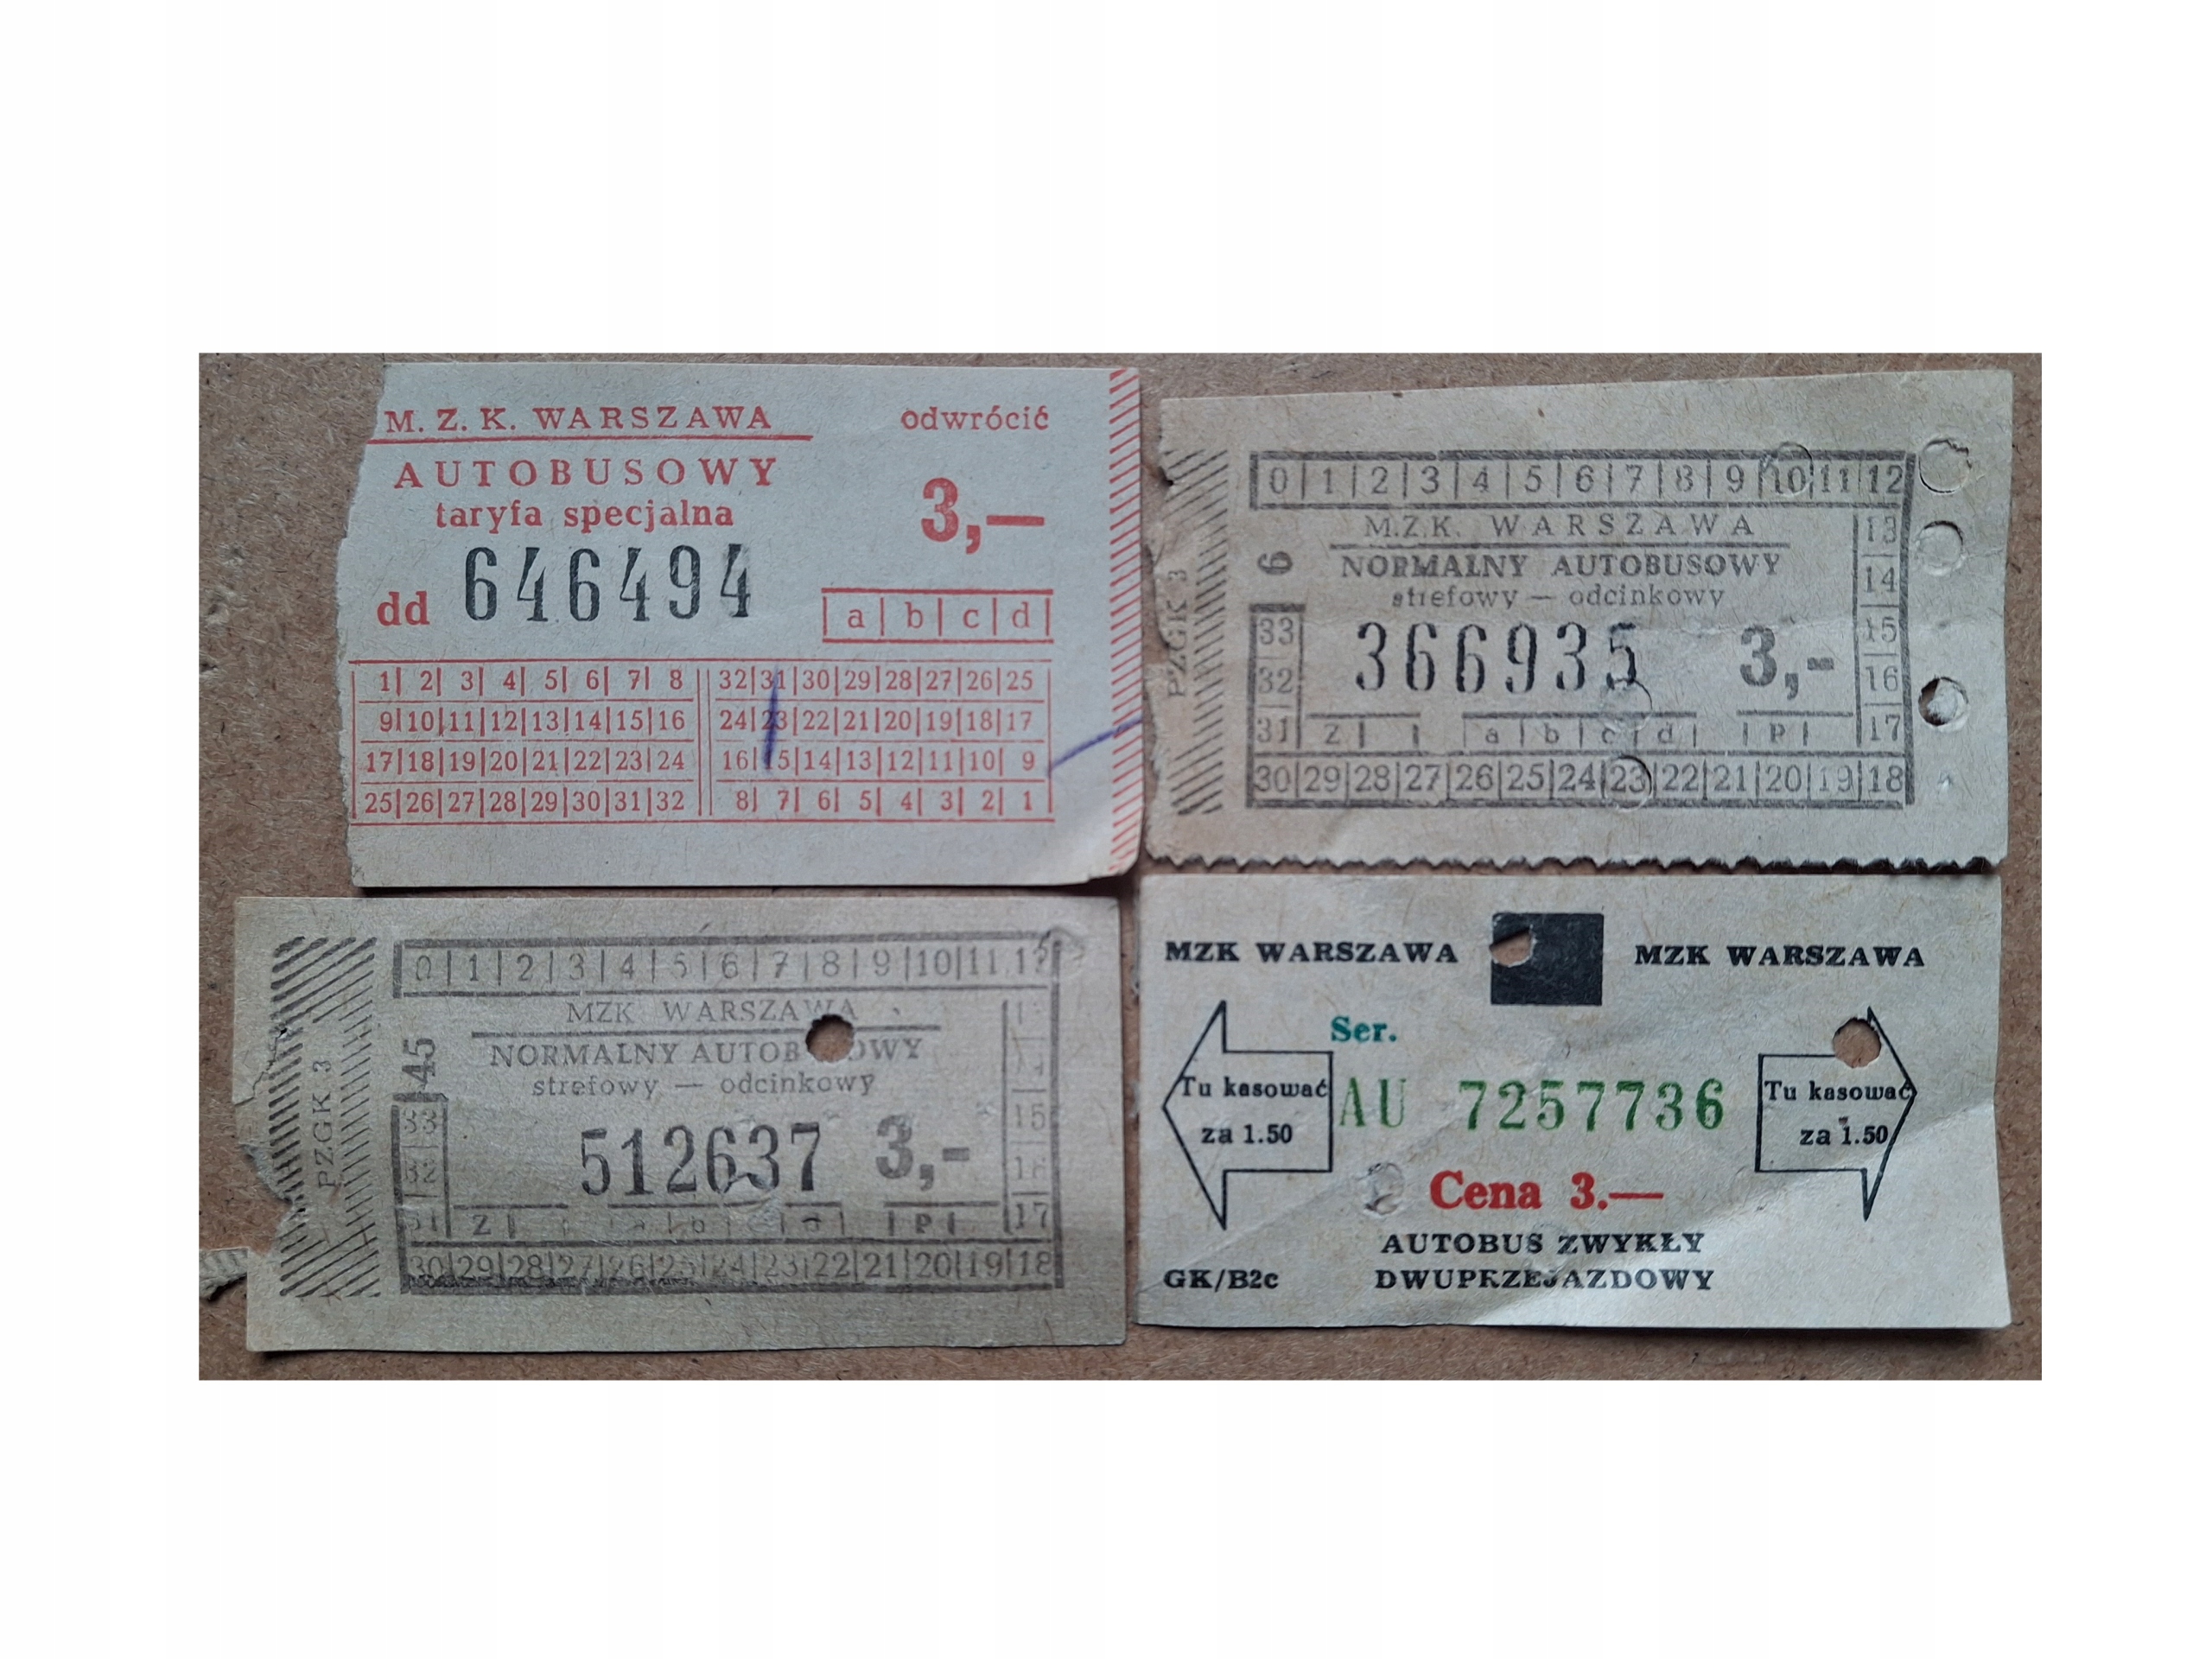 M. Z. K. WARSZAWA odwrócić
AUTOBUSOWY
taryfa specjalna 3,—
dd 646494
a| b| c| d|
1| 2| 3| 4| 5| 6| 7| 8 32|31|30|29|28|27|26|25
9|10|11|12|13|14|15|16 24|23|22|21|20|19|18|17
17|18|19|20|21|22|23|24 16|15|14|13|12|11|10| 9
25|26|27|28|29|30|31|32 8| 7| 6| 5| 4| 3| 2| 1
0|1|2|3|4|5|6|7|8|9|10|11|12
M.Z.K. WARSZAWA 13
6 NORMALNY AUTOBUSOWY 14
strefowy — odcinkowy
PZGK 3
33 366935 3,- 15
32 16
31 Z| | |a|b|c|d| |P| 17
30|29|28|27|26|25|24|23|22|21|20|19|18
0|1|2|3|4|5|6|7|8|9|10|11
MZK WARSZAWA
45 NORMALNY AUTOB OWY
strefowy — odcinkowy
PZGK 3
33 512637 3,- 15
32
31 Z| b |P| 17
30|29|28|27|26|25|24|23|22|21|20|19|18
MZK WARSZAWA MZK WARSZAWA
Ser.
Tu kasować AU 7257736 Tu kasować
za 1.50 za 1.50
Cena 3.—
AUTOBUS ZWYKŁY
GK/B2c DWUPRZEJAZDOWY